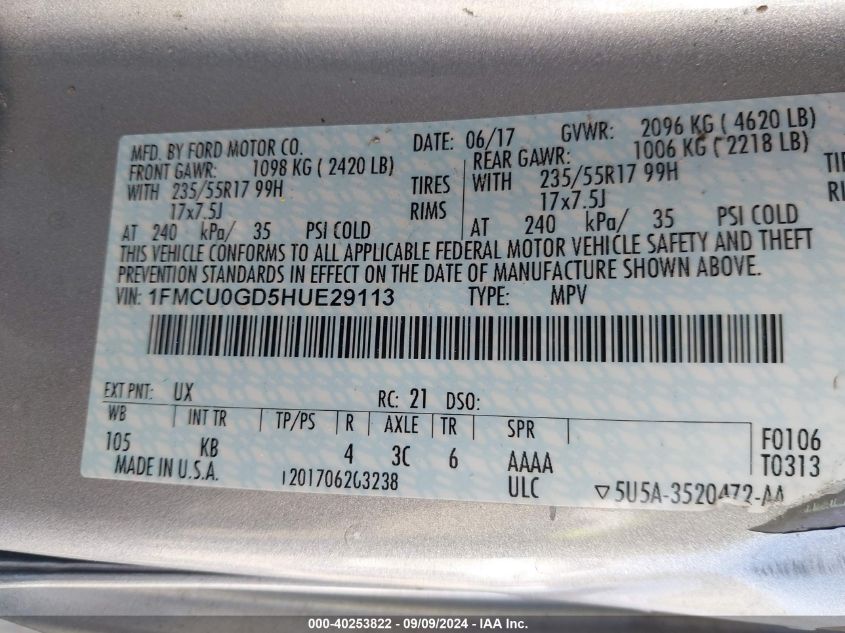 MFD. BY FORD MOTOR CO. DATE: 06/17 GVWR: 2096 KG ( 4620 LB)
FRONT GAWR: 1098 KG ( 2420 LB) REAR GAWR: 1006 KG ( 2218 LB)
WITH 235/55R17 99H TIRES WITH 235/55R17 99H
17x7.5J RIMS 17x7.5J
AT 240 kPa/ 35 PSI COLD AT 240 kPa/ 35 PSI COLD
THIS VEHICLE CONFORMS TO ALL APPLICABLE FEDERAL MOTOR VEHICLE SAFETY AND THEFT
PREVENTION STANDARDS IN EFFECT ON THE DATE OF MANUFACTURE SHOWN ABOVE.
VIN: 1FMCU0GD5HUE29113 TYPE: MPV
EXT PNT: UX RC: 21 DSO:
WB INT TR TP/PS R AXLE TR SPR
105 KB 4 3C 6 AAAA F0106
MADE IN U.S.A. 20170620 3238 ULC T0313
5U5A-3520472-AA
000-40253822 - 09/09/2024 - IAA Inc.